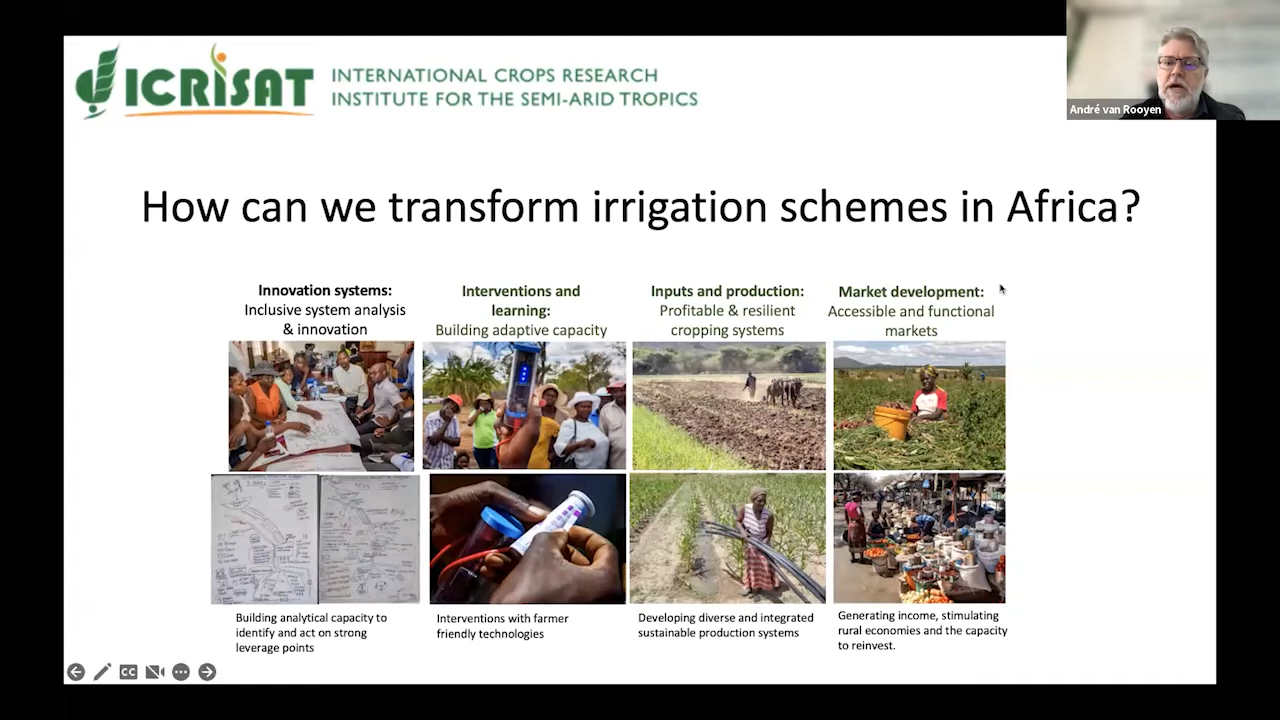 ICRISAT
INTERNATIONAL CROPS RESEARCH
INSTITUTE FOR THE SEMI-ARID TROPICS
André van Rooyen
How can we transform irrigation schemes in Africa?
Innovation systems:
Inclusive system analysis
& innovation
Interventions and
learning:
Building adaptive capacity
Inputs and production:
Profitable & resilient
cropping systems
Market development:
Accessible and functional
markets
Building analytical capacity to
identify and act on strong
leverage points
Interventions with farmer
friendly technologies
Developing diverse and integrated
sustainable production systems
Generating income, stimulating
rural economies and the capacity
to reinvest.
CC